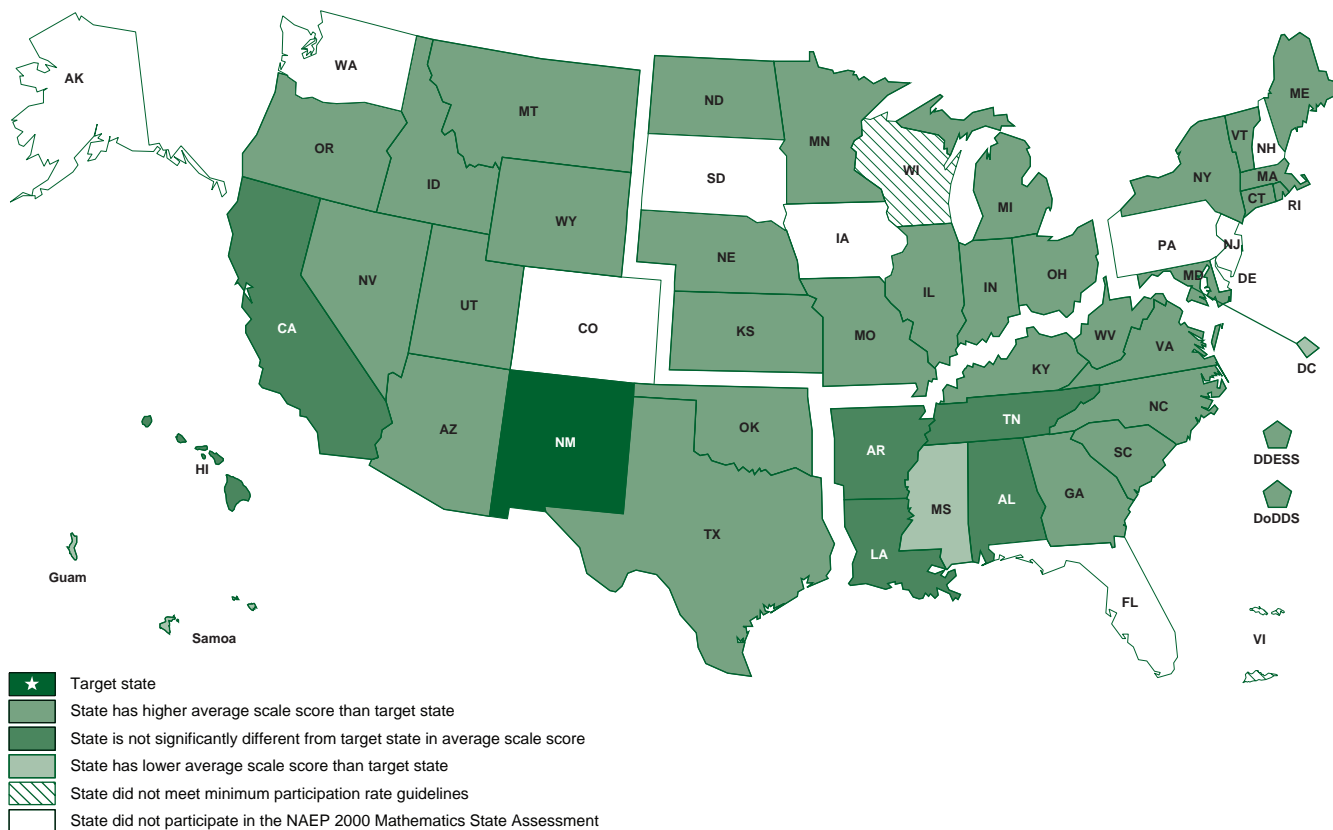 AK
WA
MT
ND
MN
ME
VT
NH
OR
ID
SD
WI
MI
NY
MA
CT
RI
WY
IA
PA
NJ
NE
IL
IN
OH
MD
DE
NV
UT
CO
KS
MO
WV
VA
DC
CA
KY
NC
AZ
NM
OK
TN
AR
SC
DDESS
HI
MS
AL
GA
DoDDS
TX
LA
Guam
FL
Samoa
VI
Target state
State has higher average scale score than target state
State is not significantly different from target state in average scale score
State has lower average scale score than target state
State did not meet minimum participation rate guidelines
State did not participate in the NAEP 2000 Mathematics State Assessment